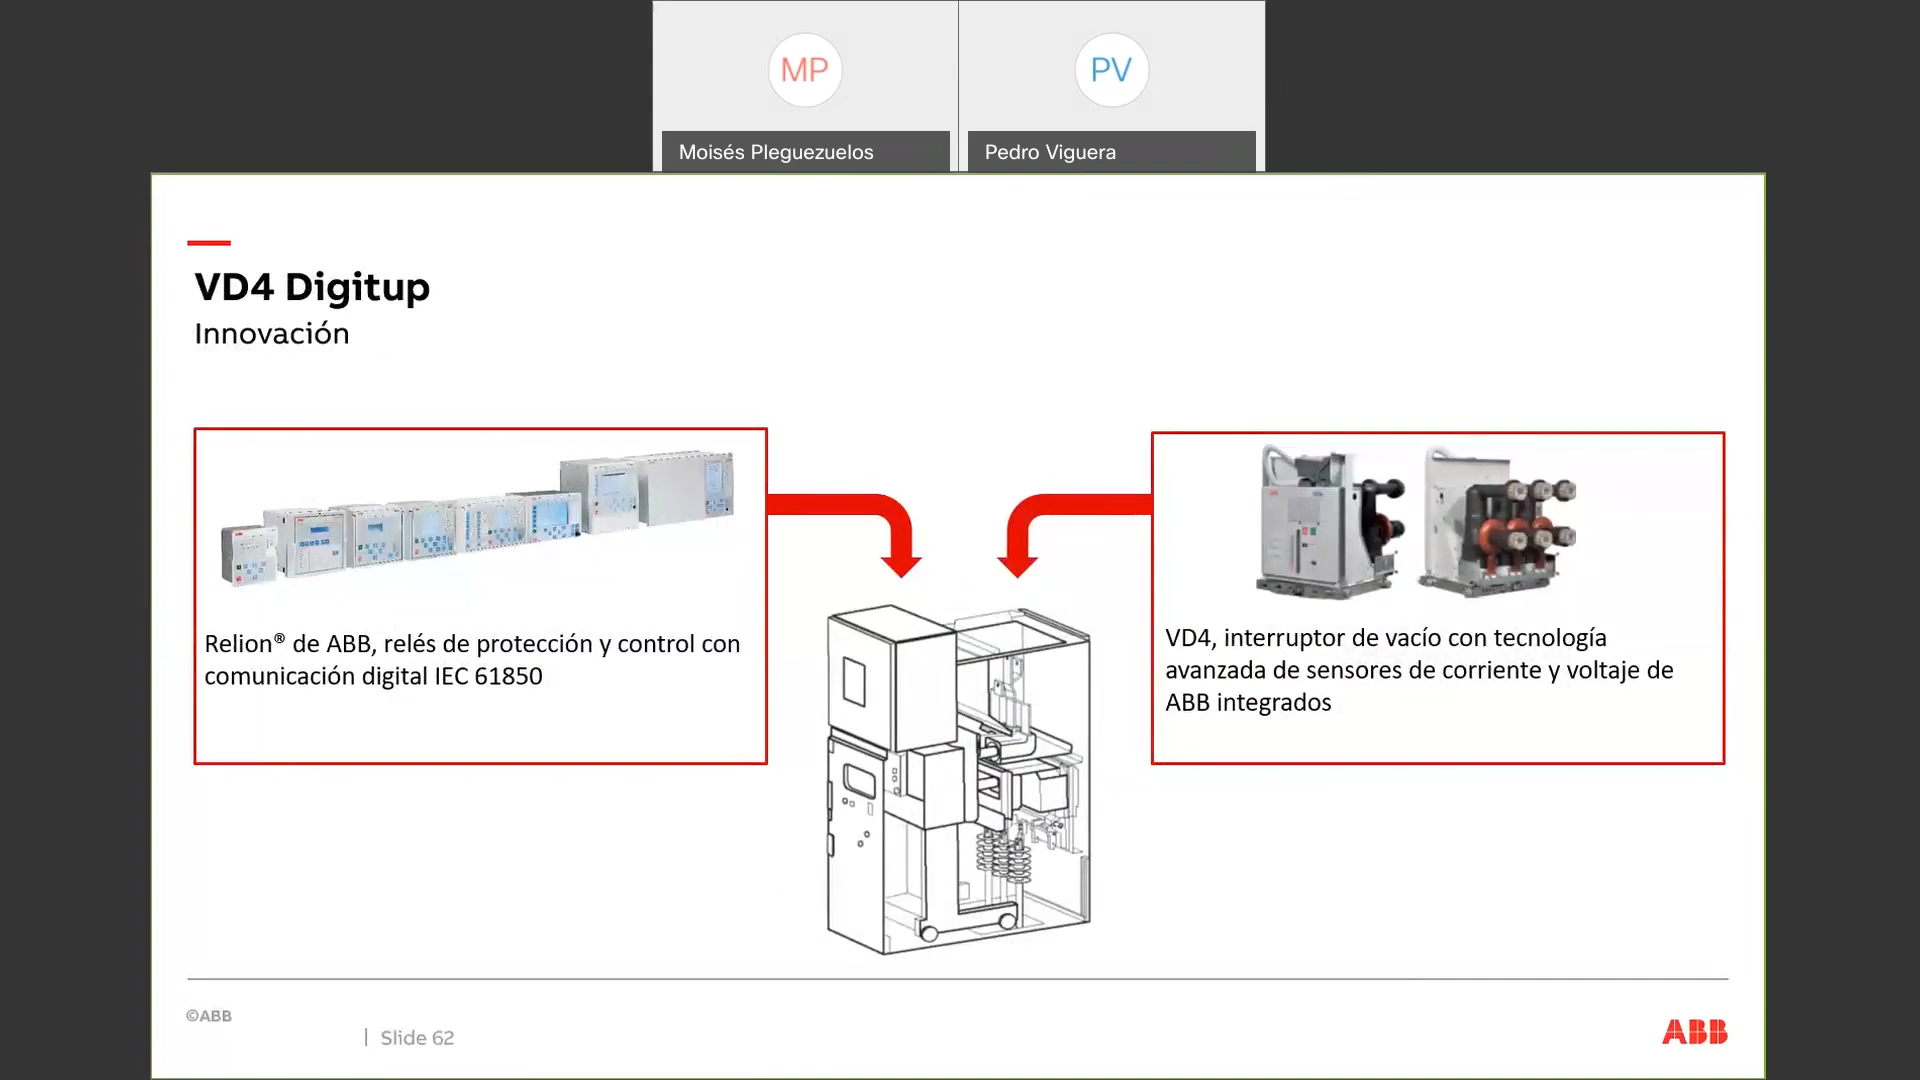 MP
PV
Moisés Pleguezuelos
Pedro Viguera
VD4 Digitup
Innovación
Relion® de ABB, relés de protección y control con
comunicación digital IEC 61850
VD4, interruptor de vacío con tecnología
avanzada de sensores de corriente y voltaje de
ABB integrados
©ABB
| Slide 62
ABB